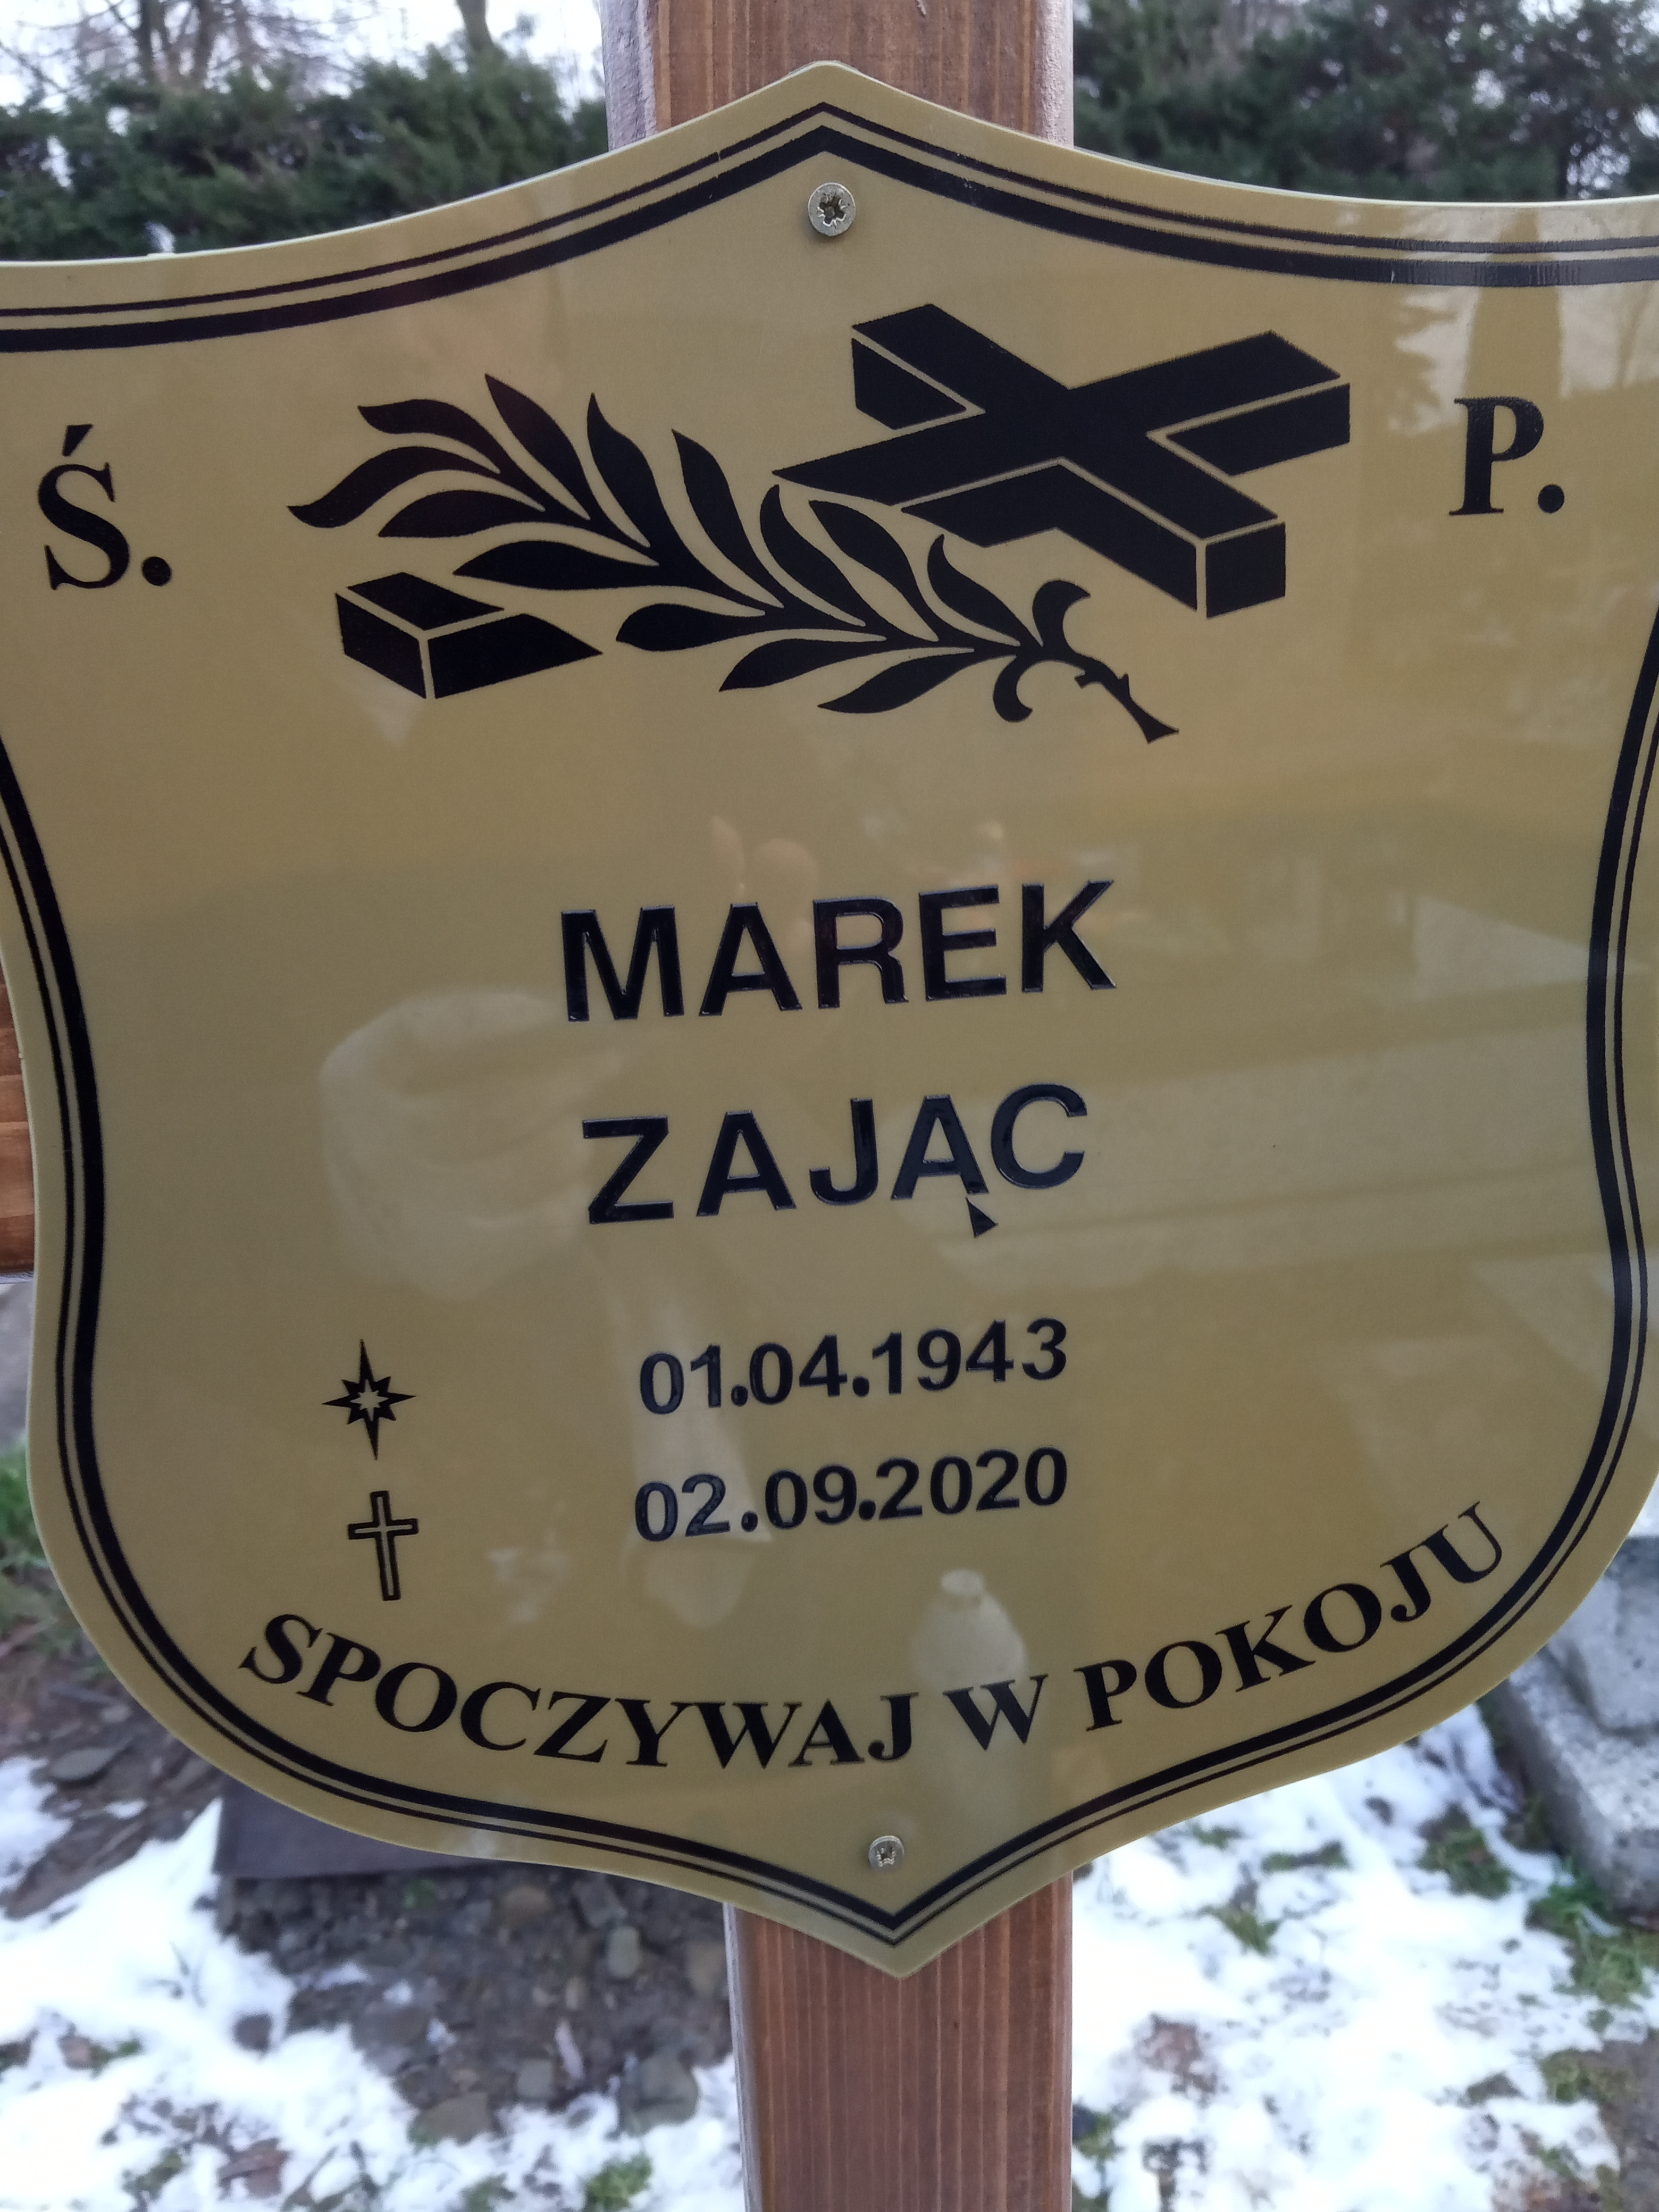 Ś. P.
MAREK
ZAJĄC
01.04.1943
02.09.2020
SPOCZYWAJ W POKOJU